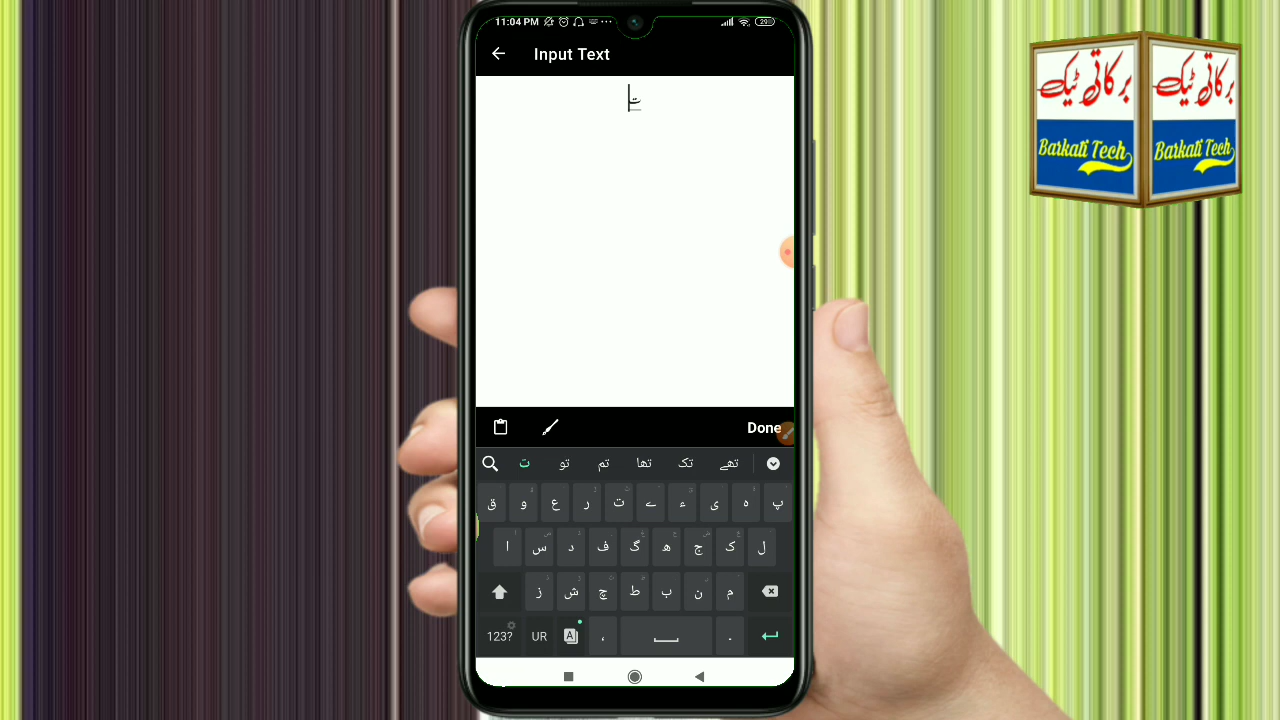 11:04 PM
29
Input Text
ت
Done
ت تو تم تھا تک تھے
ق و ع ر ت ے ء ی ہ پ
ا س د ف گ ھ ج ک ل
ز ش چ ط ب ن م
123? UR ، .
برکاتی ٹیک
Barkati Tech
برکاتی ٹیک
Barkati Tech